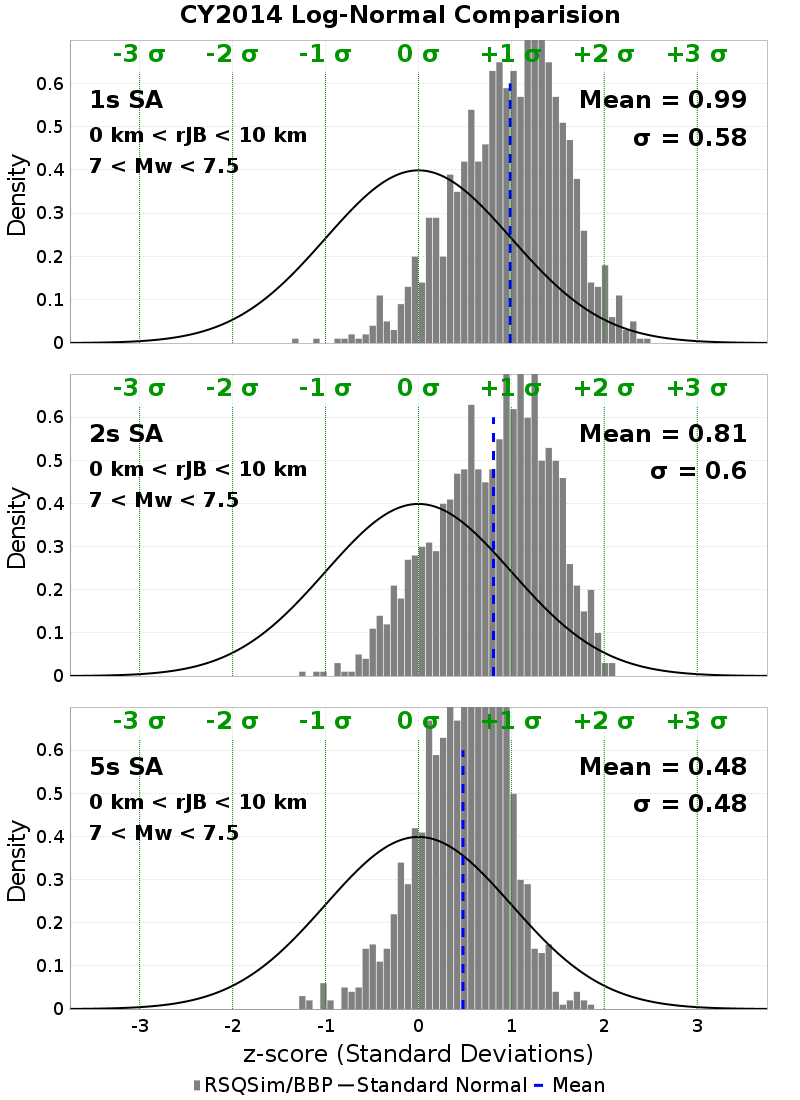 CY2014 Log-Normal Comparision
-3 σ -2 σ -1 σ 0 σ +1 σ +2 σ +3 σ
1s SA
0 km < rJB < 10 km
7 < Mw < 7.5
Mean = 0.99
σ = 0.58
0.6
0.5
0.4
0.3
0.2
0.1
0
Density
-3 σ -2 σ -1 σ 0 σ +1 σ +2 σ +3 σ
2s SA
0 km < rJB < 10 km
7 < Mw < 7.5
Mean = 0.81
σ = 0.6
0.6
0.5
0.4
0.3
0.2
0.1
0
Density
-3 σ -2 σ -1 σ 0 σ +1 σ +2 σ +3 σ
5s SA
0 km < rJB < 10 km
7 < Mw < 7.5
Mean = 0.48
σ = 0.48
0.6
0.5
0.4
0.3
0.2
0.1
0
Density
-3 -2 -1 0 1 2 3
z-score (Standard Deviations)
RSQSim/BBP Standard Normal Mean